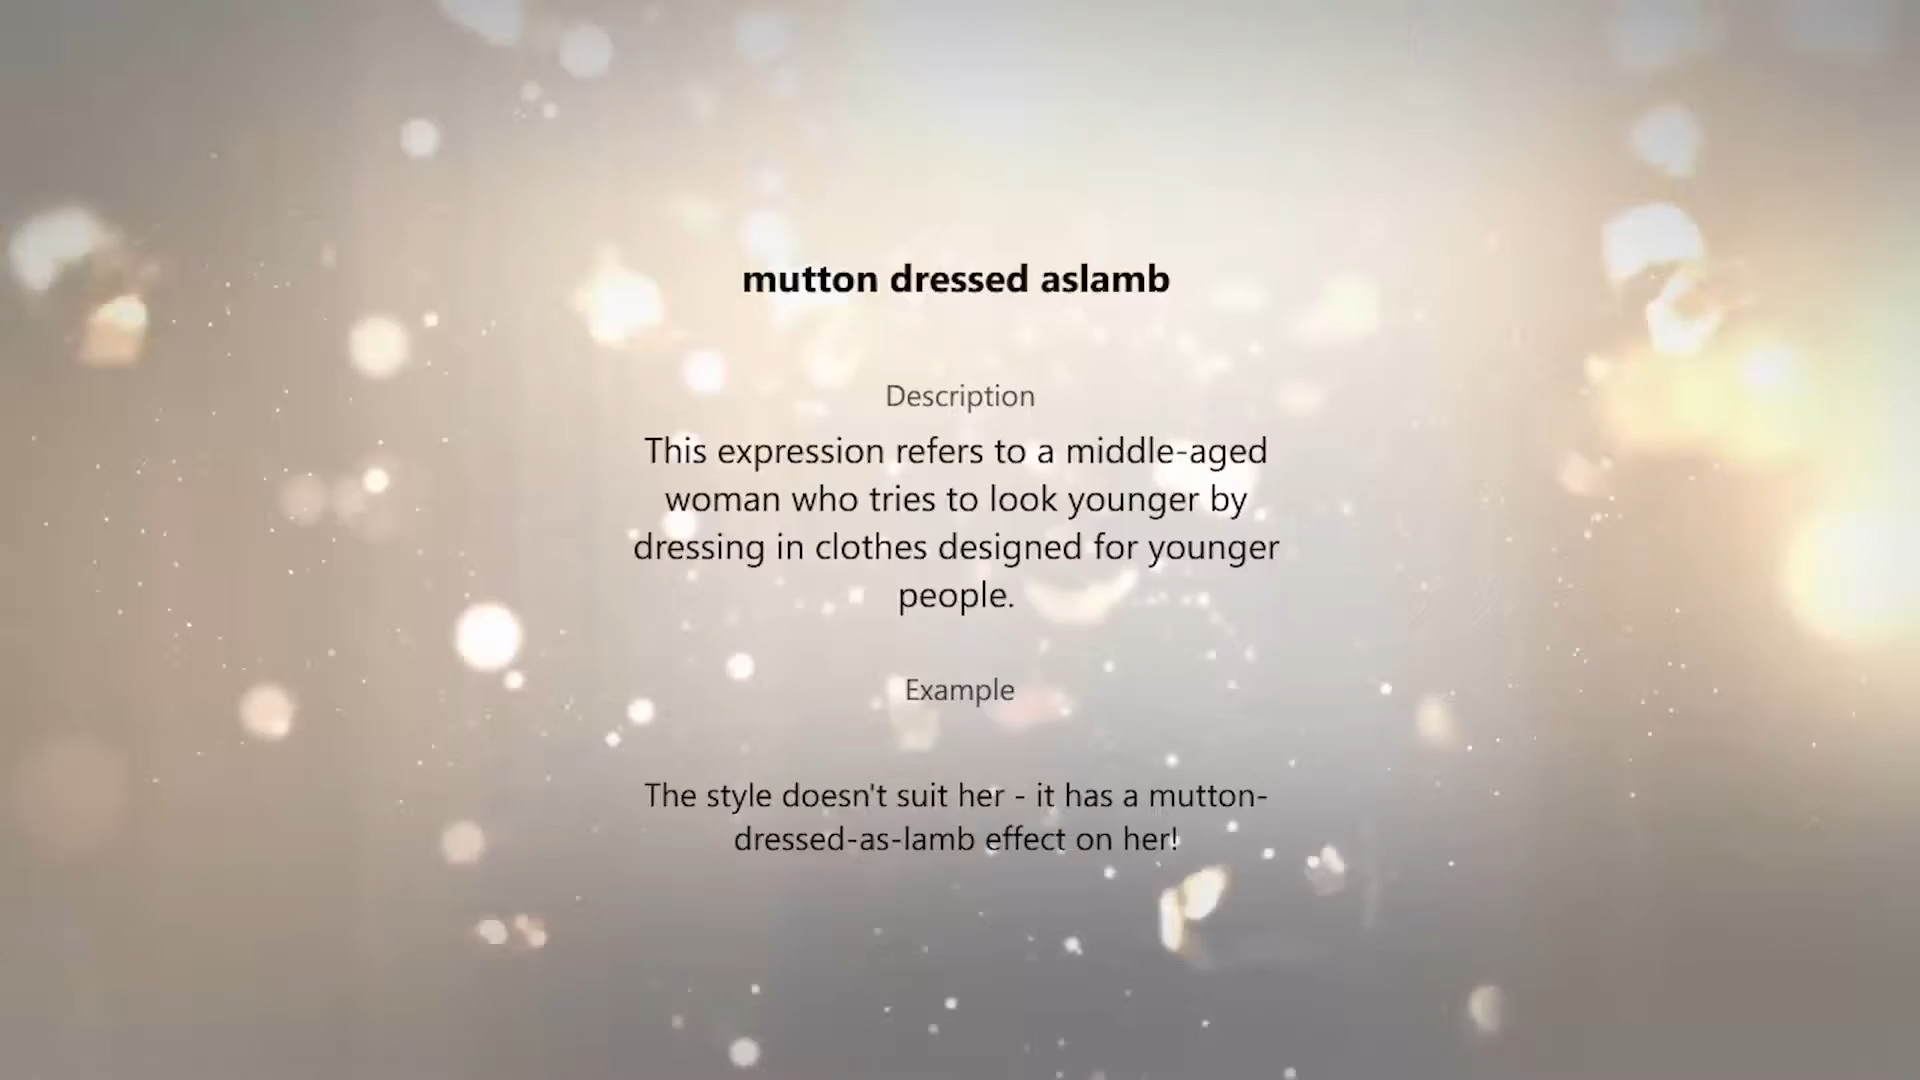 mutton dressed aslamb
Description
This expression refers to a middle-aged
woman who tries to look younger by
dressing in clothes designed for younger
people.
Example
The style doesn't suit her - it has a mutton-
dressed-as-lamb effect on her!